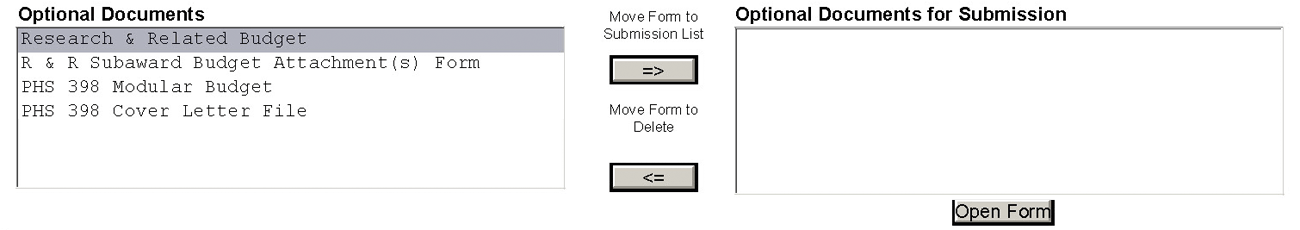 Optional Documents
Research & Related Budget
R & R Subaward Budget Attachment(s) Form
PHS 398 Modular Budget
PHS 398 Cover Letter File
Move Form to
Submission List
=>
Move Form to
Delete
<=
Optional Documents for Submission
Open Form